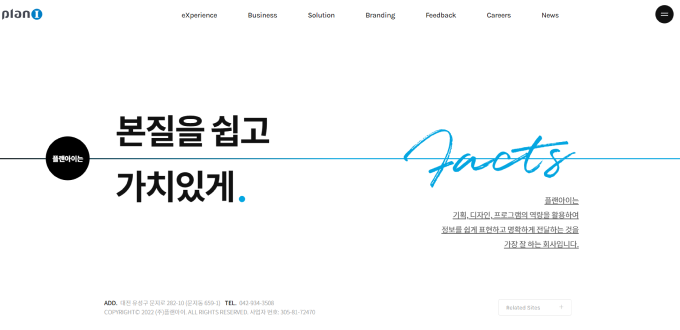 plan I
eXperience Business Solution Branding Feedback Careers News
본질을 쉽고
플랜아이는
가치있게.
Facts
플랜아이는
기획, 디자인, 프로그램의 역량을 활용하여
정보를 쉽게 표현하고 명확하게 전달하는 것을
가장 잘 하는 회사입니다.
ADD. 대전 유성구 문지로 282-10 (문지동 659-1) TEL. 042-934-3508
COPYRIGHT© 2022 (주)플랜아이. ALL RIGHTS RESERVED. 사업자 번호: 305-81-72470
Related Sites